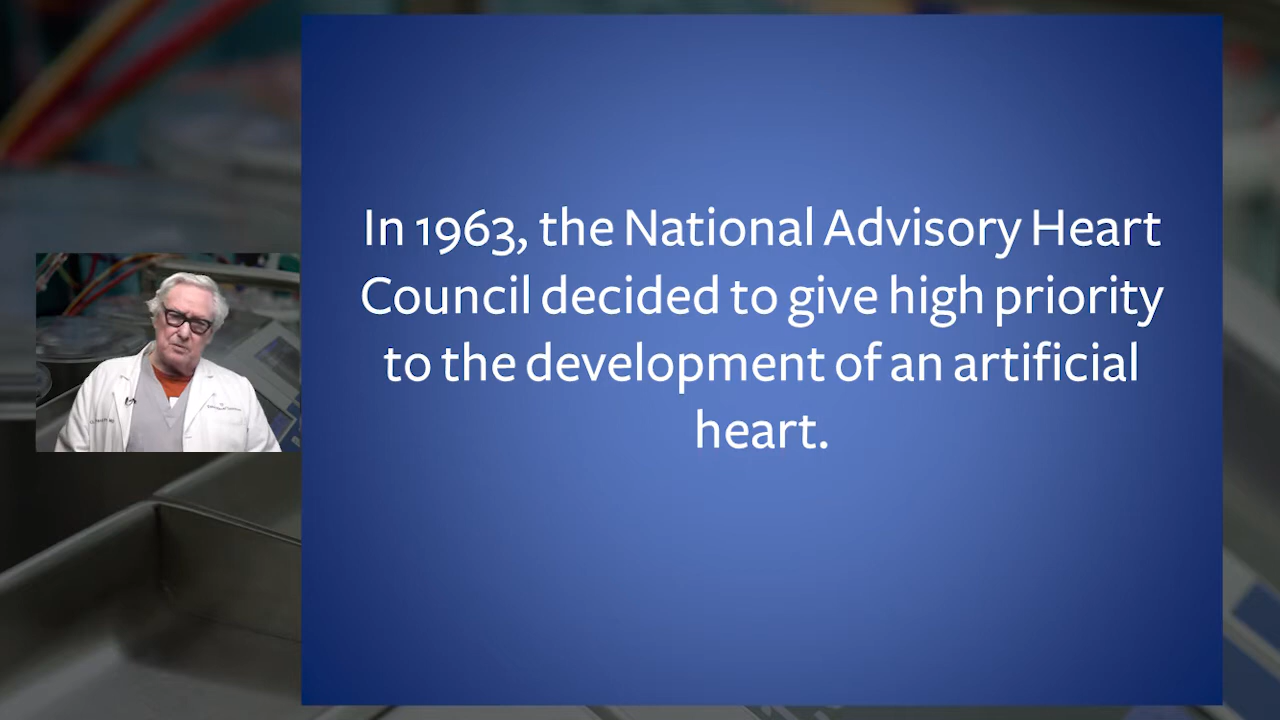 In 1963, the National Advisory Heart
Council decided to give high priority
to the development of an artificial
heart.